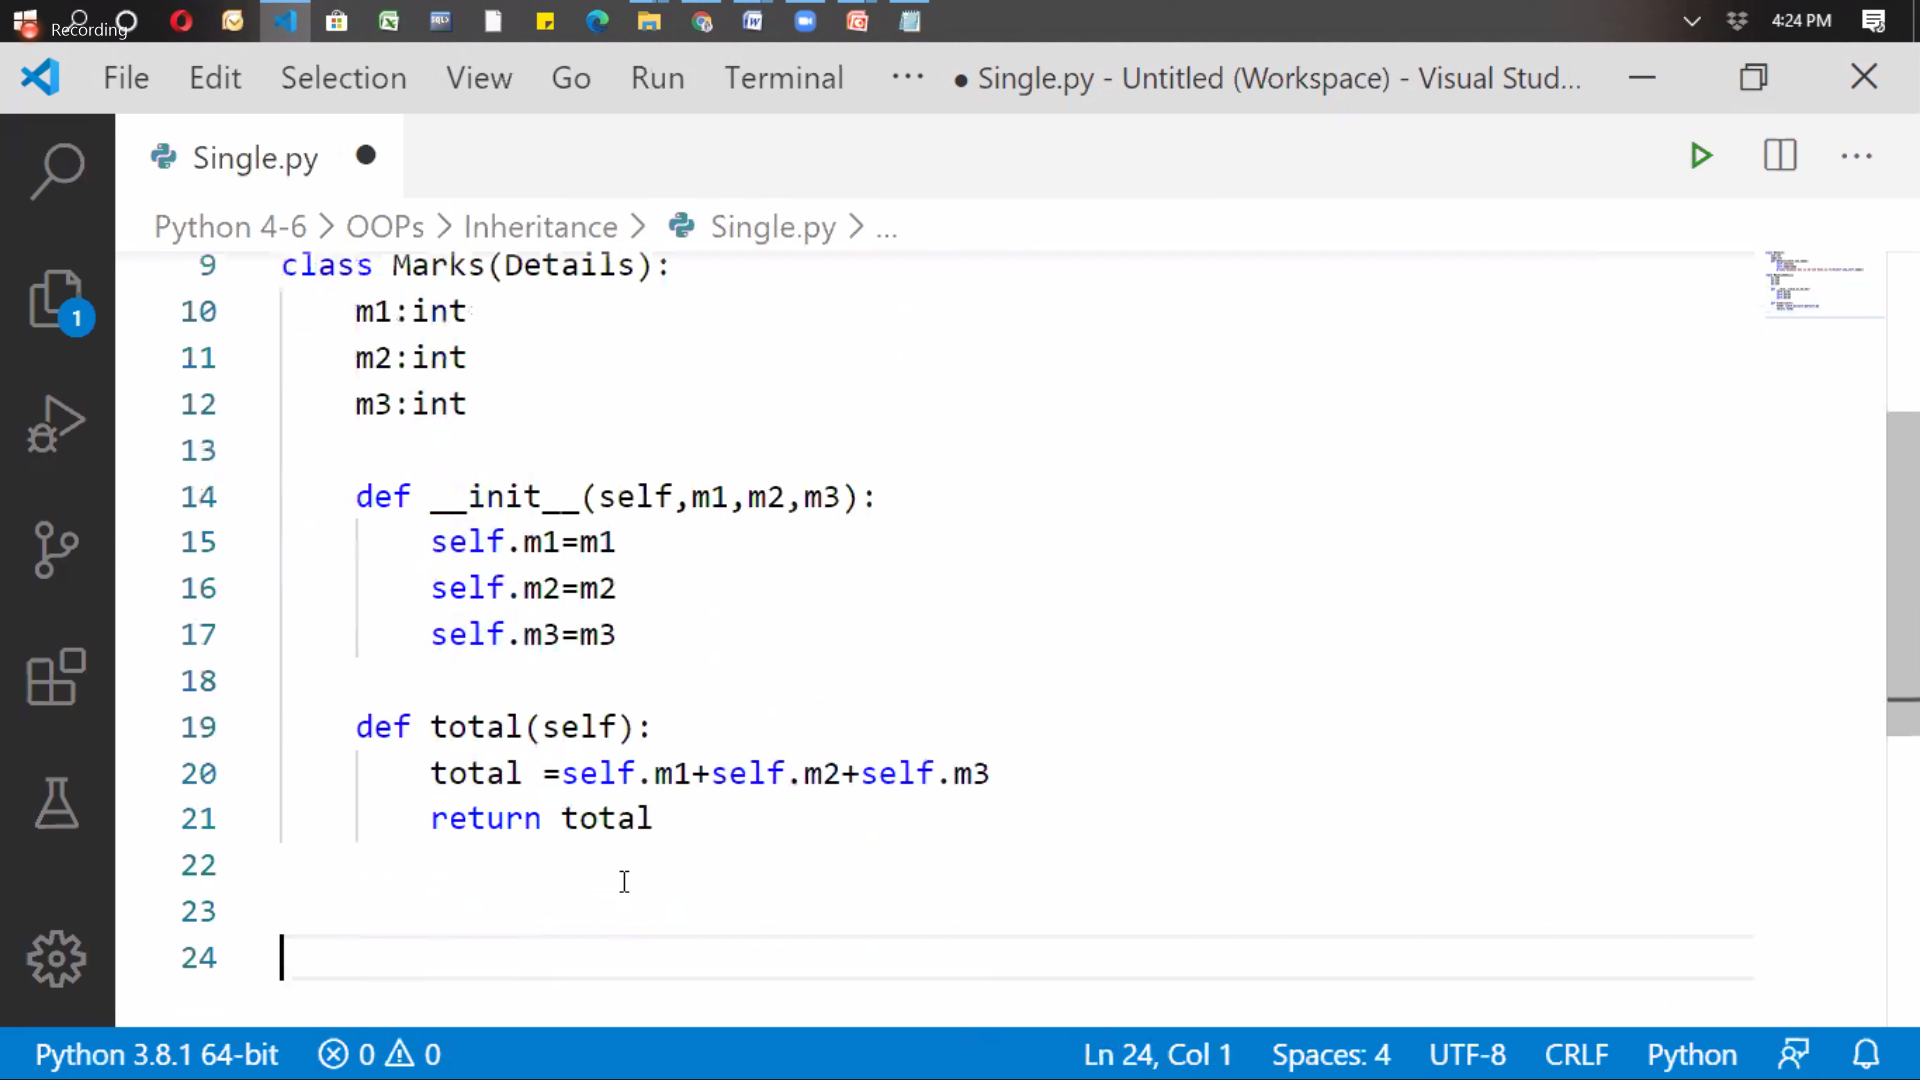 Recording
4:24 PM
File Edit Selection View Go Run Terminal ··· ● Single.py - Untitled (Workspace) - Visual Stud...
Single.py ●
Python 4-6 > OOPs > Inheritance > Single.py > ...
9 class Marks(Details):
10 m1:int
11 m2:int
12 m3:int
13
14 def __init__(self,m1,m2,m3):
15 self.m1=m1
16 self.m2=m2
17 self.m3=m3
18
19 def total(self):
20 total =self.m1+self.m2+self.m3
21 return total
22
23
24
1
Python 3.8.1 64-bit 0 0 Ln 24, Col 1 Spaces: 4 UTF-8 CRLF Python